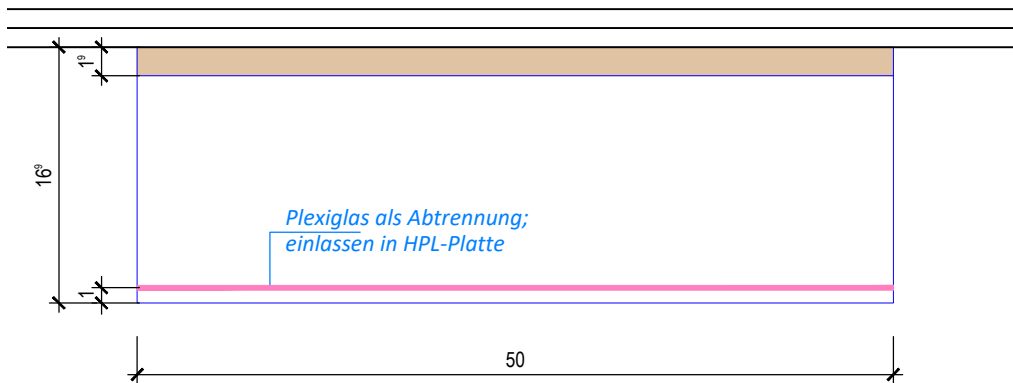 1⁹
16⁹
Plexiglas als Abtrennung;
einlassen in HPL-Platte
1
50